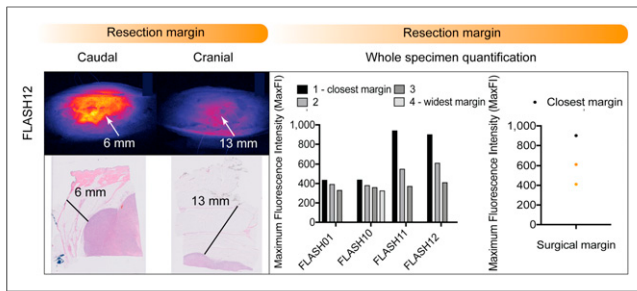 Resection margin
Resection margin
Caudal
Cranial
Whole specimen quantification
FLASH12
6 mm
13 mm
6 mm
13 mm
1 - closest margin
2
3
4 - widest margin
Maximum Fluorescence Intensity (MaxFI)
1,000
800
600
400
200
0
FLASH01
FLASH10
FLASH11
FLASH12
Closest margin
Maximum Fluorescence Intensity (MaxFI)
1,000
800
600
400
200
0
Surgical margin